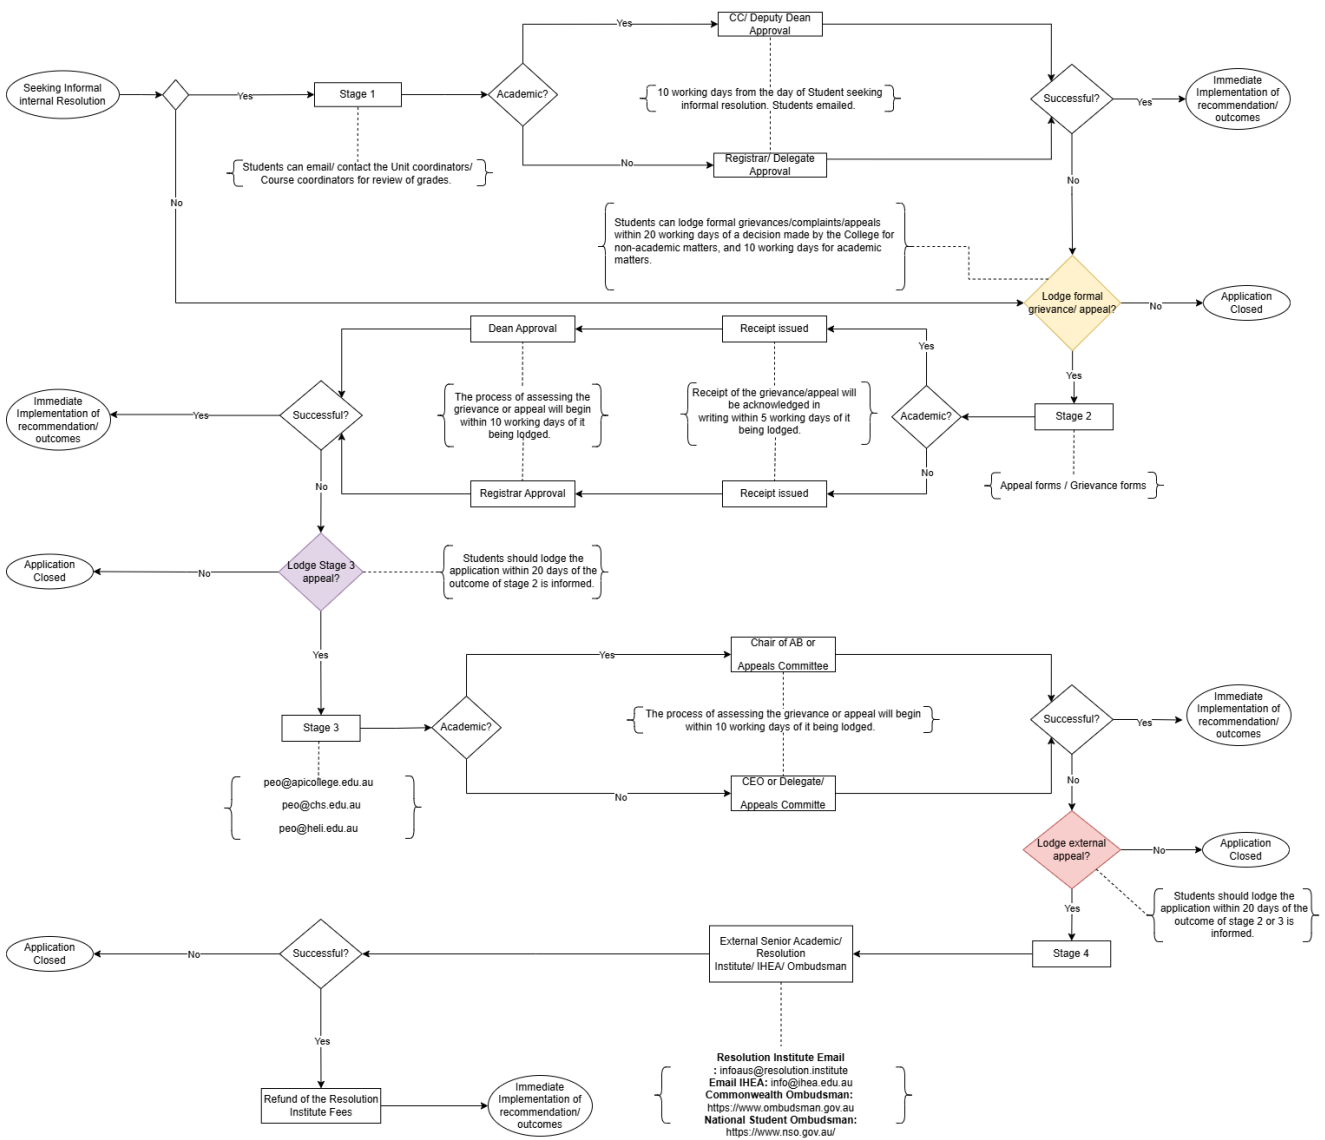 Seeking Informal
internal Resolution
Yes
Stage 1
Students can email/ contact the Unit coordinators/
Course coordinators for review of grades.
Academic?
Yes
CC/ Deputy Dean
Approval
10 working days from the day of Student seeking
informal resolution. Students emailed.
No
Registrar/ Delegate
Approval
Successful?
Yes
Immediate
Implementation of
recommendation/
outcomes
No
No
Students can lodge formal grievances/complaints/appeals
within 20 working days of a decision made by the College for
non-academic matters, and 10 working days for academic
matters.
Lodge formal
grievance/ appeal?
No
Application
Closed
Yes
Stage 2
Appeal forms / Grievance forms
Academic?
Yes
Receipt issued
Dean Approval
Receipt of the grievance/appeal will
be acknowledged in
writing within 5 working days of it
being lodged.
The process of assessing the
grievance or appeal will begin
within 10 working days of it
being lodged.
No
Receipt issued
Registrar Approval
Successful?
Yes
Immediate
Implementation of
recommendation/
outcomes
No
Lodge Stage 3
appeal?
No
Application
Closed
Students should lodge the
application within 20 days of the
outcome of stage 2 is informed.
Yes
Stage 3
peo@apicollege.edu.au
peo@chs.edu.au
peo@heli.edu.au
Academic?
Yes
Chair of AB or
Appeals Committee
The process of assessing the grievance or appeal will begin
within 10 working days of it being lodged.
No
CEO or Delegate/
Appeals Committe
Successful?
Yes
Immediate
Implementation of
recommendation/
outcomes
No
Lodge external
appeal?
No
Application
Closed
Students should lodge the
application within 20 days of the
outcome of stage 2 or 3 is
informed.
Yes
Stage 4
External Senior Academic/
Resolution
Institute/ IHEA/ Ombudsman
Resolution Institute Email
: infoaus@resolution.institute
Email IHEA: info@ihea.edu.au
Commonwealth Ombudsman:
https://www.ombudsman.gov.au
National Student Ombudsman:
https://www.nso.gov.au/
Successful?
No
Application
Closed
Yes
Refund of the Resolution
Institute Fees
Immediate
Implementation of
recommendation/
outcomes